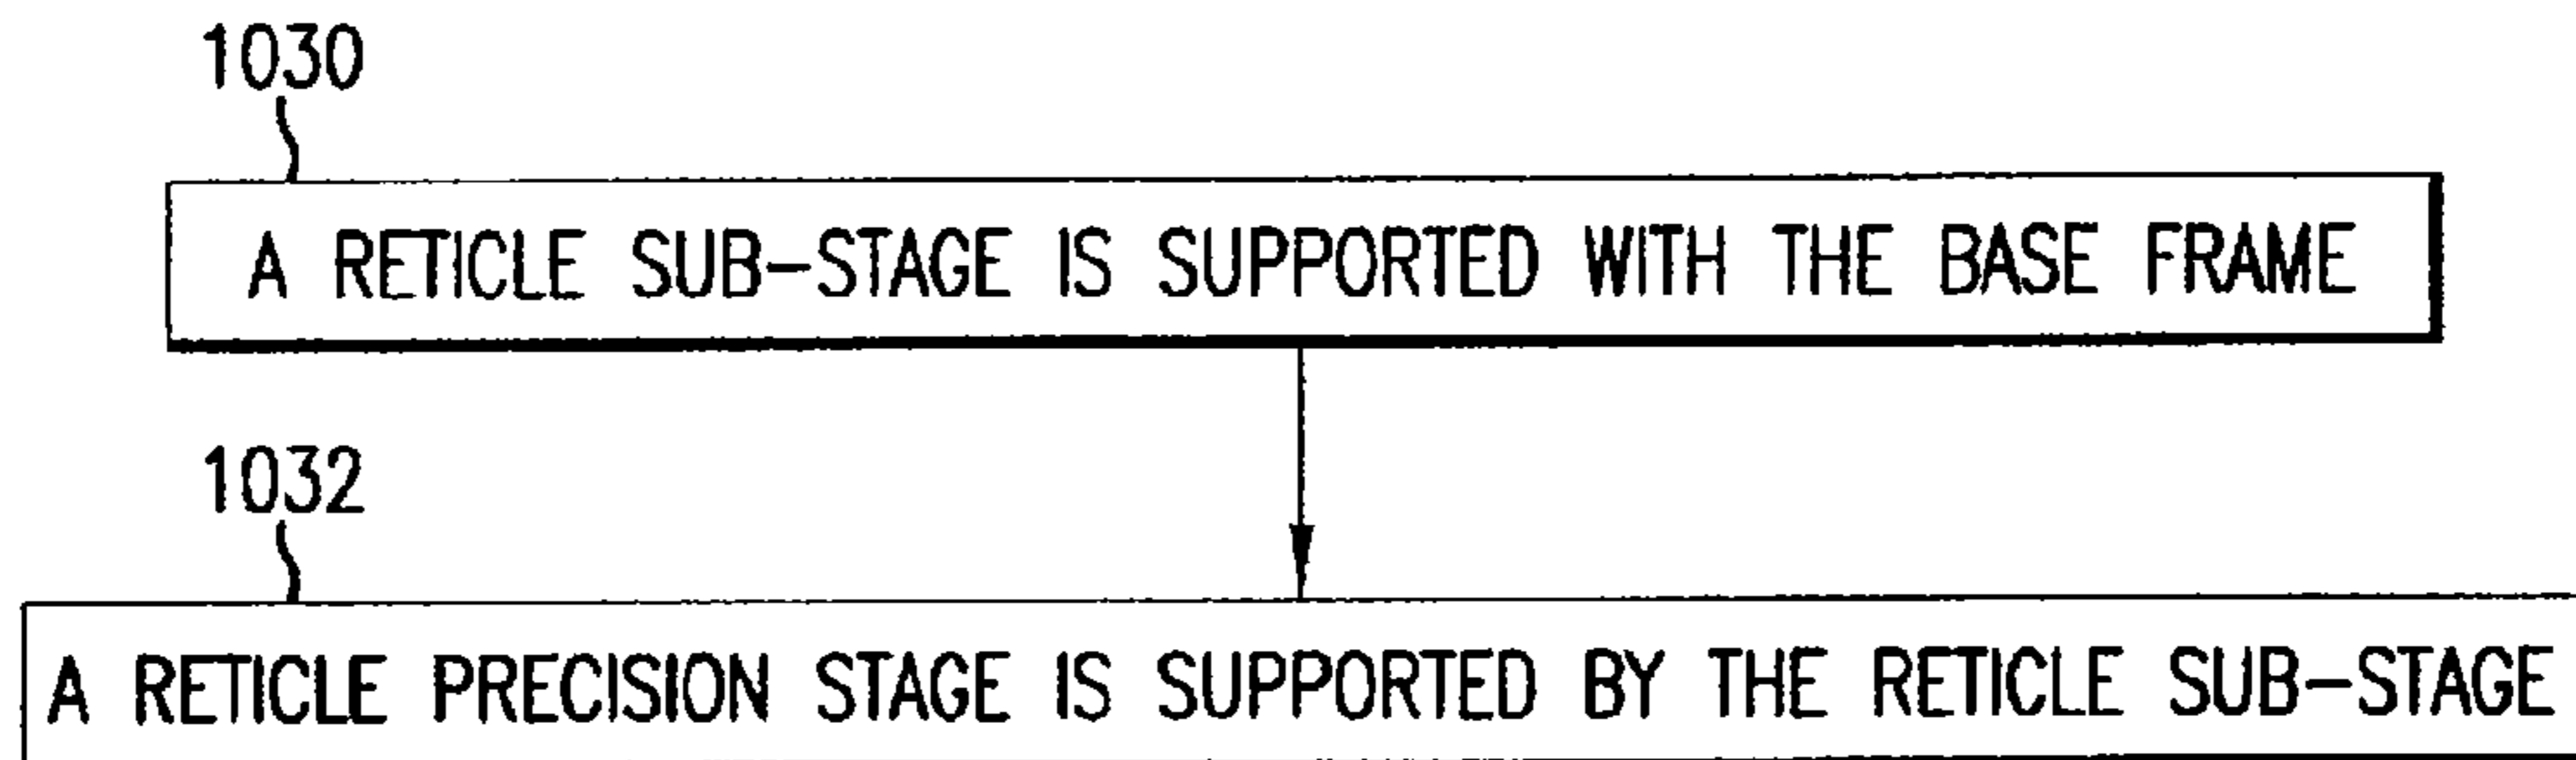 1030
A RETICLE SUB-STAGE IS SUPPORTED WITH THE BASE FRAME
1032
A RETICLE PRECISION STAGE IS SUPPORTED BY THE RETICLE SUB-STAGE